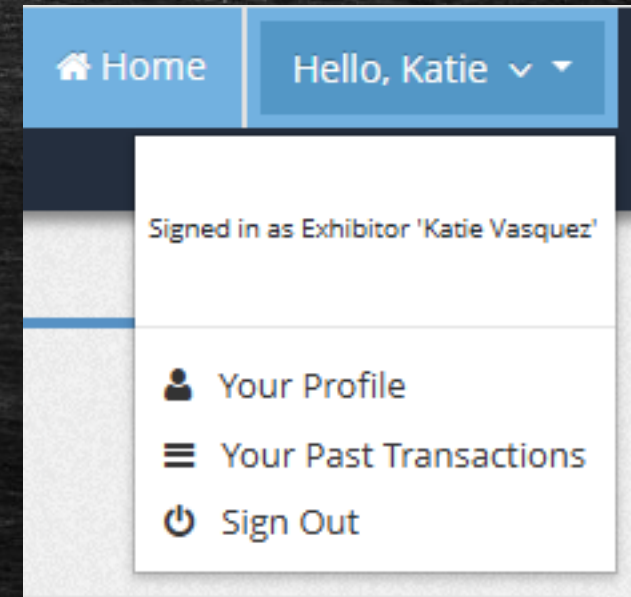 Home
Hello, Katie
Signed in as Exhibitor 'Katie Vasquez'
Your Profile
Your Past Transactions
Sign Out